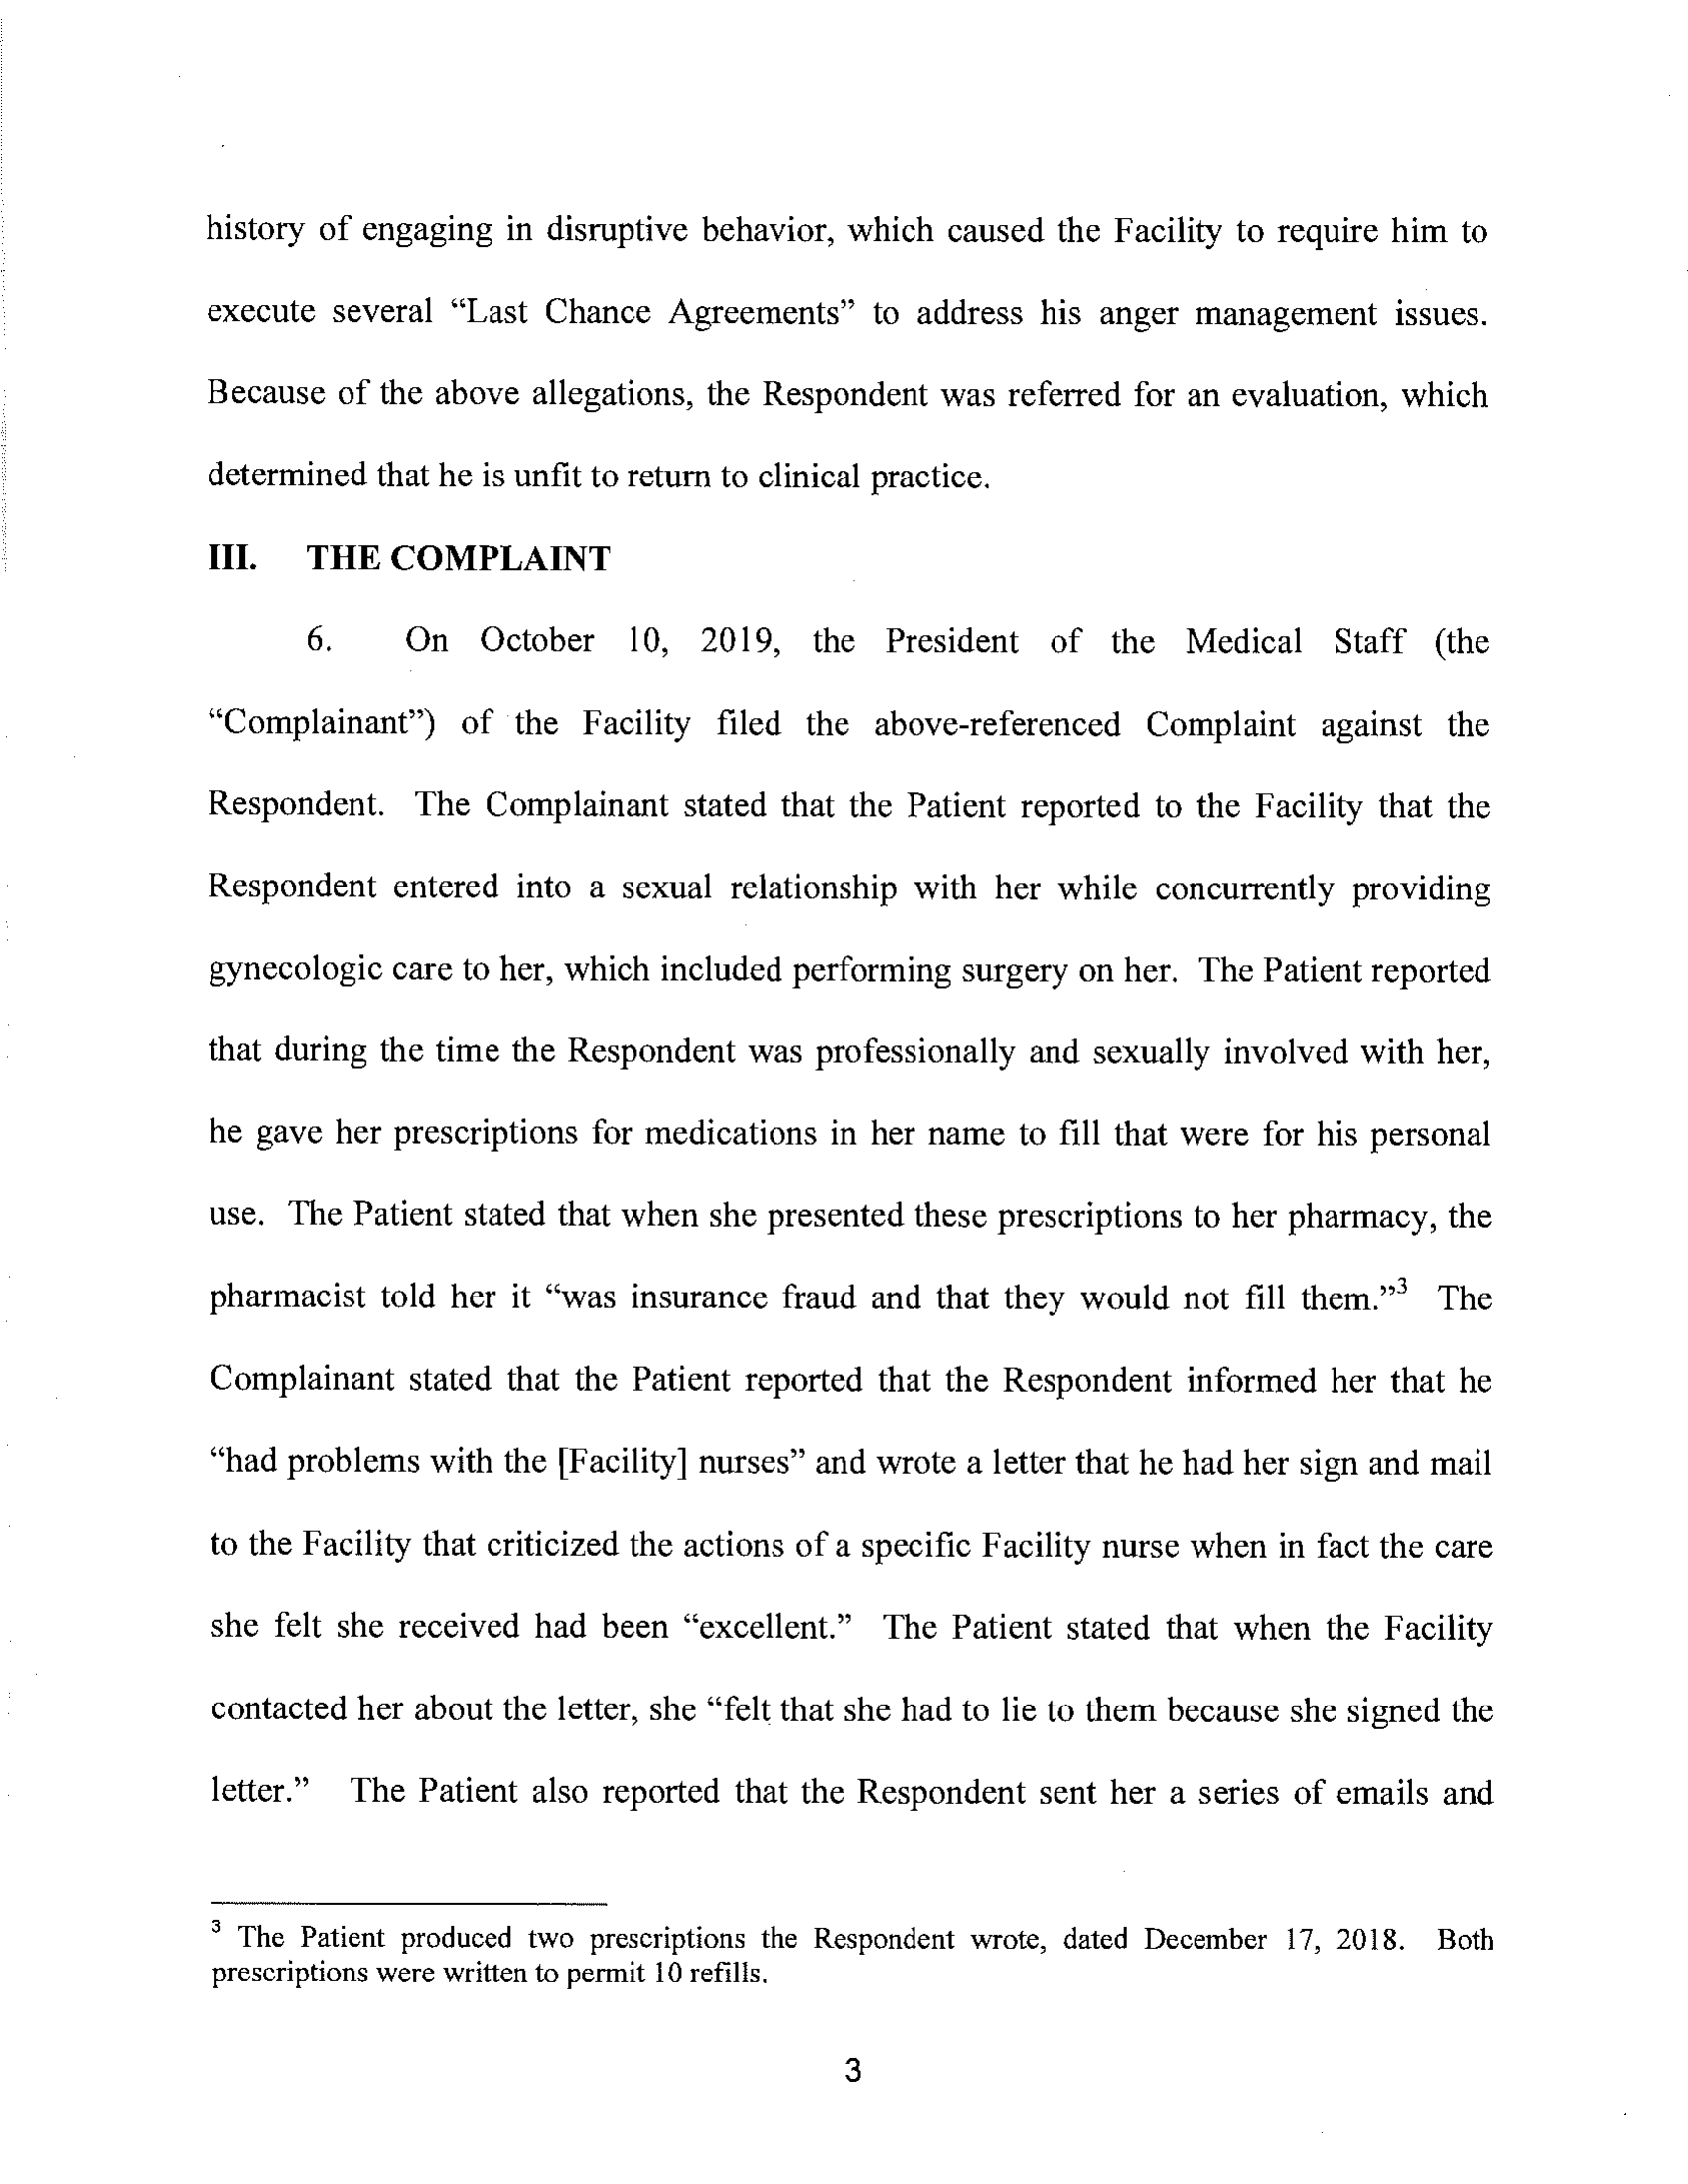 history of engaging in disruptive behavior, which caused the Facility to require him to
execute several “Last Chance Agreements” to address his anger management issues.
Because of the above allegations, the Respondent was referred for an evaluation, which
determined that he is unfit to return to clinical practice.
III. THE COMPLAINT
6. On October 10, 2019, the President of the Medical Staff (the
“Complainant”) of the Facility filed the above-referenced Complaint against the
Respondent. The Complainant stated that the Patient reported to the Facility that the
Respondent entered into a sexual relationship with her while concurrently providing
gynecologic care to her, which included performing surgery on her. The Patient reported
that during the time the Respondent was professionally and sexually involved with her,
he gave her prescriptions for medications in her name to fill that were for his personal
use. The Patient stated that when she presented these prescriptions to her pharmacy, the
pharmacist told her it “was insurance fraud and that they would not fill them.”³ The
Complainant stated that the Patient reported that the Respondent informed her that he
“had problems with the [Facility] nurses” and wrote a letter that he had her sign and mail
to the Facility that criticized the actions of a specific Facility nurse when in fact the care
she felt she received had been “excellent.” The Patient stated that when the Facility
contacted her about the letter, she “felt that she had to lie to them because she signed the
letter.” The Patient also reported that the Respondent sent her a series of emails and
³ The Patient produced two prescriptions the Respondent wrote, dated December 17, 2018. Both
prescriptions were written to permit 10 refills.
3